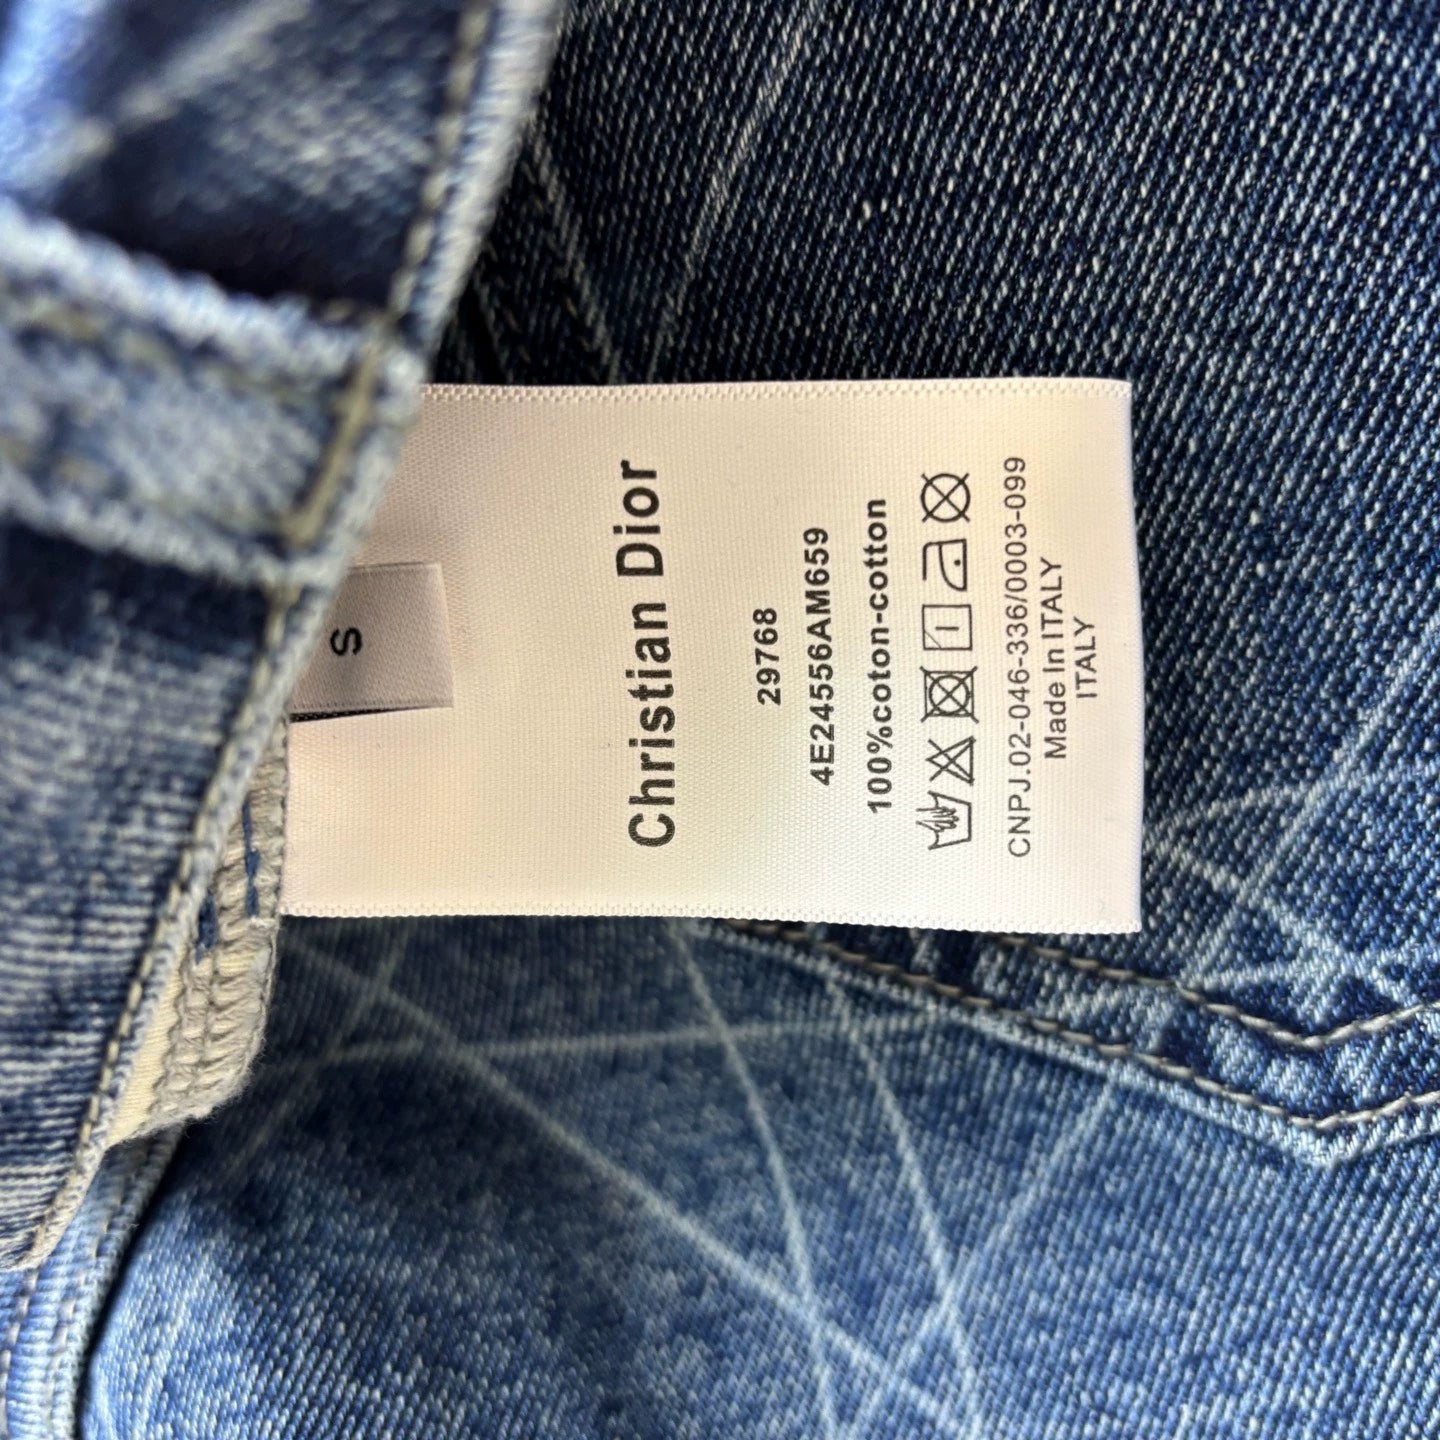 S
Christian Dior
29768
4E24556AM659
100%coton-cotton
CNPJ.02-046-336/0003-099
Made In ITALY
ITALY